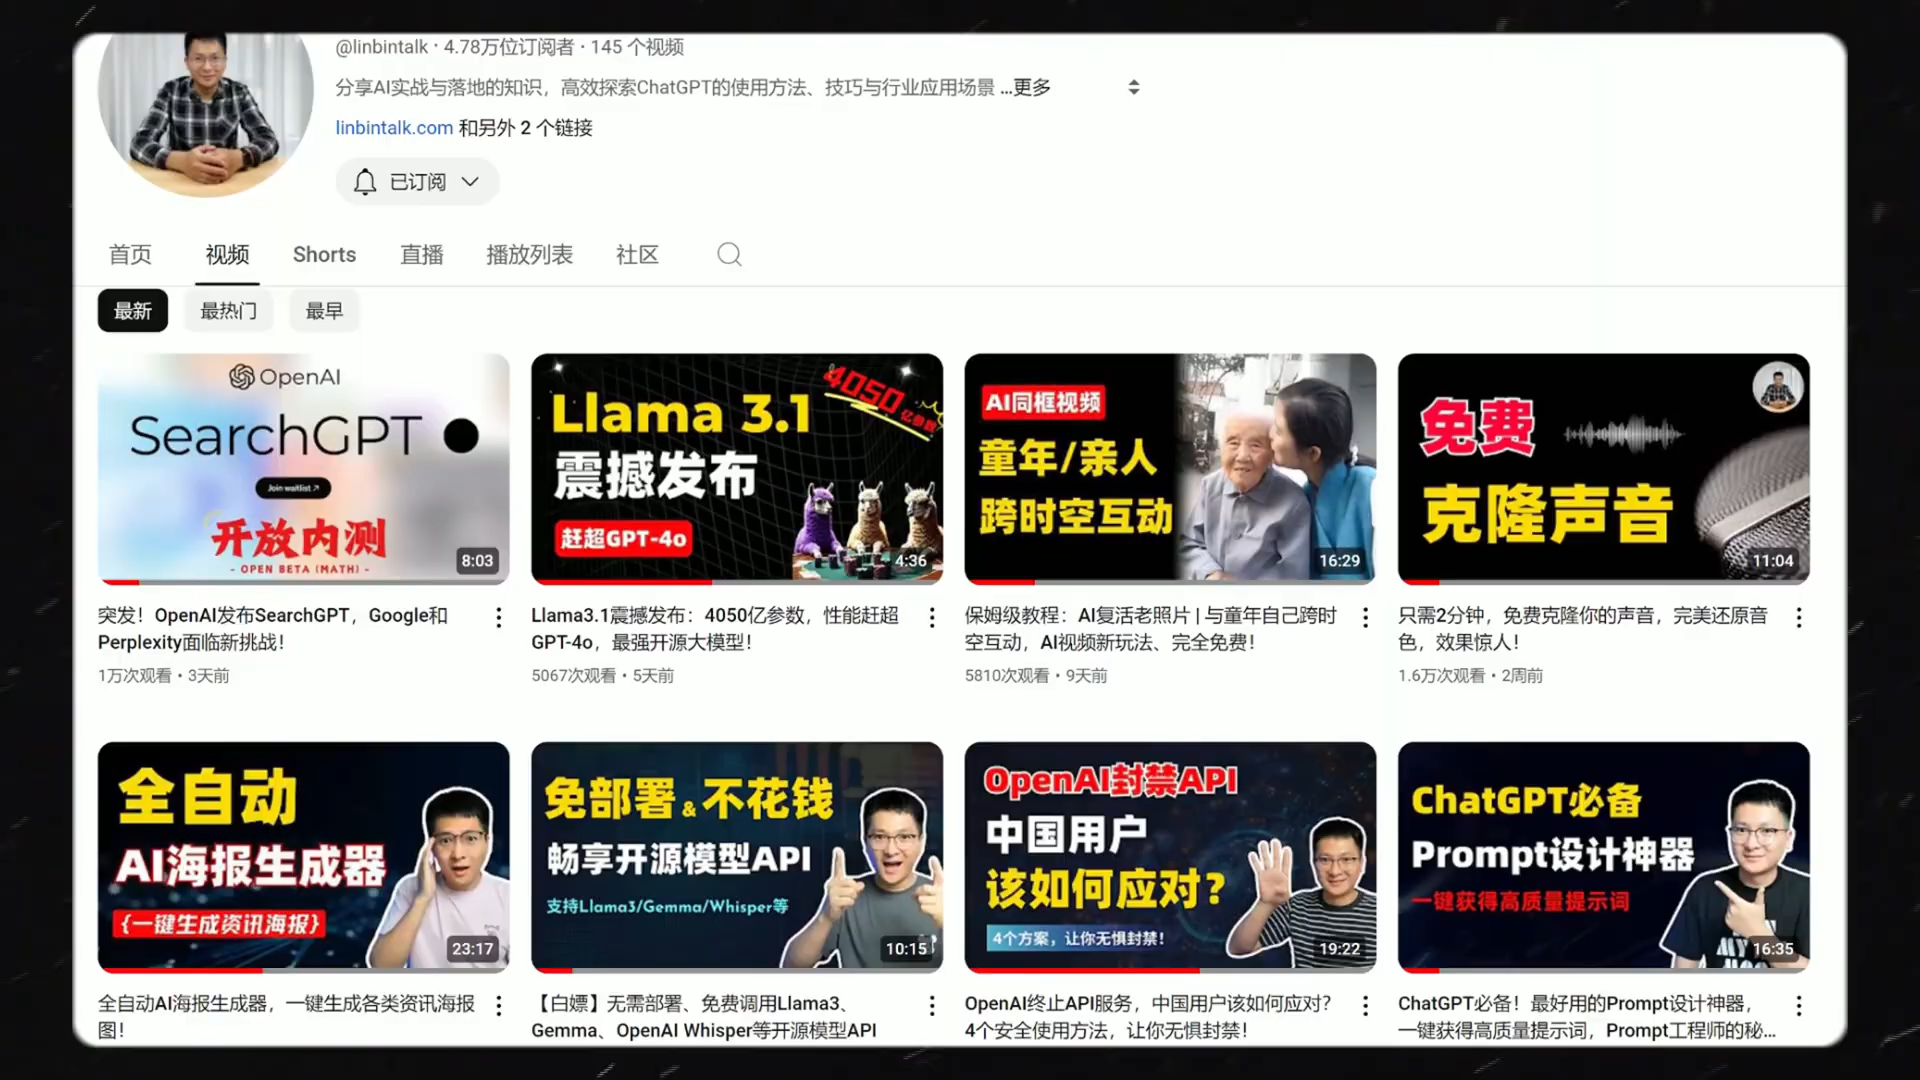 @linbintalk · 4.78万位订阅者 · 145 个视频
分享AI实战与落地的知识，高效探索ChatGPT的使用方法、技巧与行业应用场景 ...更多
linbintalk.com 和另外 2 个链接
已订阅
首页 视频 Shorts 直播 播放列表 社区
最新 最热门 最早
OpenAI
SearchGPT
Join waitlist ↗
开放内测
- OPEN BETA (MATH) -
8:03
4050亿参数
Llama 3.1
震撼发布
赶超GPT-4o
4:36
AI同框视频
童年/亲人
跨时空互动
16:29
免费
克隆声音
11:04
突发！OpenAI发布SearchGPT，Google和
Perplexity面临新挑战！
1万次观看 · 3天前
Llama3.1震撼发布：4050亿参数，性能赶超
GPT-4o，最强开源大模型！
5067次观看 · 5天前
保姆级教程：AI复活老照片 | 与童年自己跨时
空互动，AI视频新玩法、完全免费！
5810次观看 · 9天前
只需2分钟，免费克隆你的声音，完美还原音
色，效果惊人！
1.6万次观看 · 2周前
全自动
AI海报生成器
{一键生成资讯海报}
23:17
免部署&不花钱
畅享开源模型API
支持Llama3/Gemma/Whisper等
10:15
OpenAI封禁API
中国用户
该如何应对？
4个方案，让你无惧封禁！
19:22
ChatGPT必备
Prompt设计神器
一键获得高质量提示词
16:35
全自动AI海报生成器，一键生成各类资讯海报
图！
【白嫖】无需部署、免费调用Llama3、
Gemma、OpenAI Whisper等开源模型API
OpenAI终止API服务，中国用户该如何应对？
4个安全使用方法，让你无惧封禁！
ChatGPT必备！最好用的Prompt设计神器，
一键获得高质量提示词，Prompt工程师的秘...